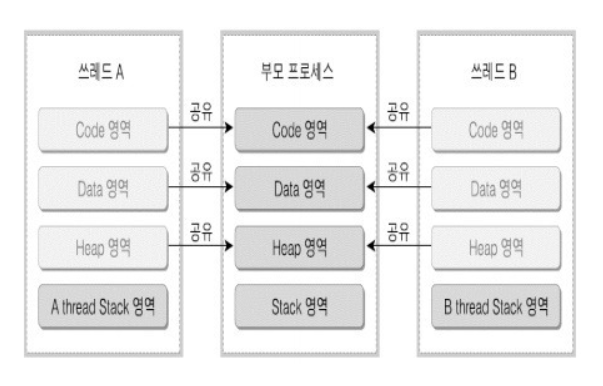 쓰레드 A
부모 프로세스
쓰레드 B
Code 영역
공유
Code 영역
공유
Code 영역
Data 영역
공유
Data 영역
공유
Data 영역
Heap 영역
공유
Heap 영역
공유
Heap 영역
A thread Stack 영역
Stack 영역
B thread Stack 영역